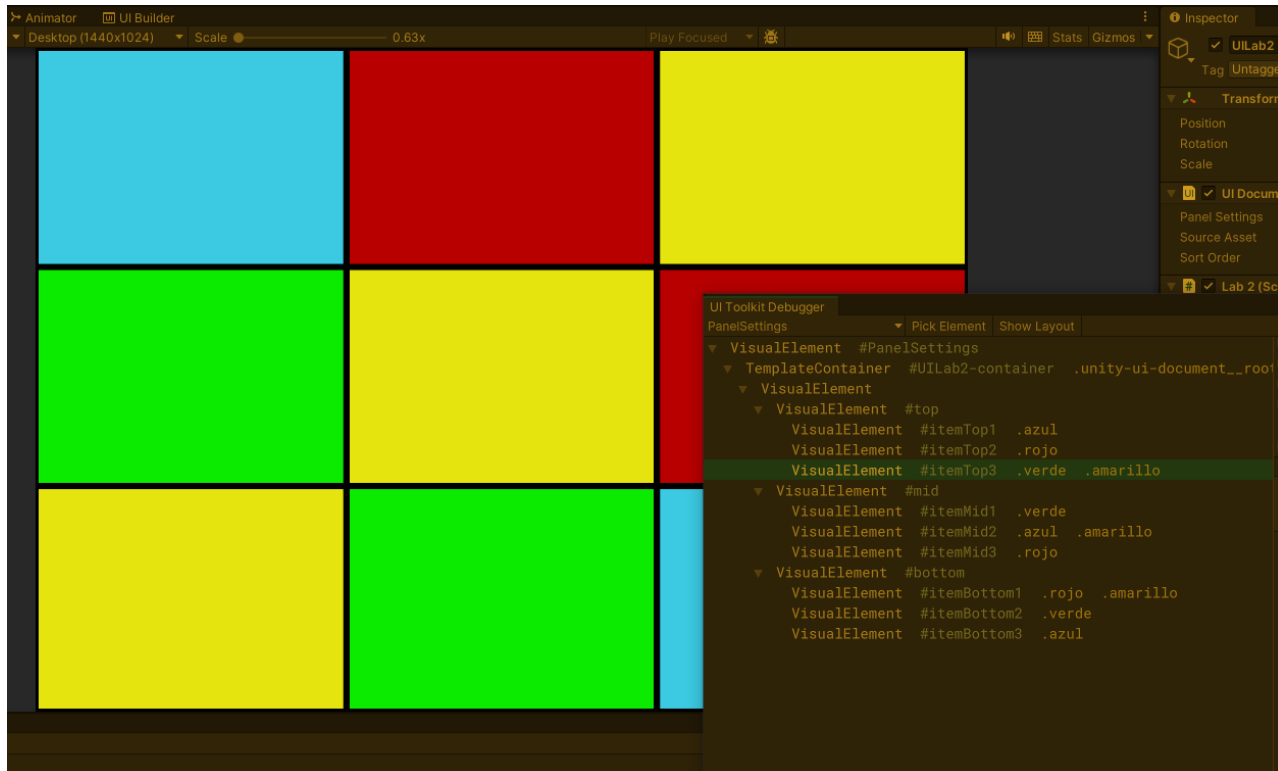 Animator UI Builder
Inspector
Desktop (1440x1024) Scale 0.63x Play Focused Stats Gizmos
UILab2
Tag Untagge
Transfor
Position
Rotation
Scale
UI Docum
Panel Settings
Source Asset
Sort Order
# Lab 2 (Sc
UI Toolkit Debugger
PanelSettings Pick Element Show Layout
VisualElement #PanelSettings
TemplateContainer #UILab2-container .unity-ui-document__root
VisualElement
VisualElement #top
VisualElement #itemTop1 .azul
VisualElement #itemTop2 .rojo
VisualElement #itemTop3 .verde .amarillo
VisualElement #mid
VisualElement #itemMid1 .verde
VisualElement #itemMid2 .azul .amarillo
VisualElement #itemMid3 .rojo
VisualElement #bottom
VisualElement #itemBottom1 .rojo .amarillo
VisualElement #itemBottom2 .verde
VisualElement #itemBottom3 .azul